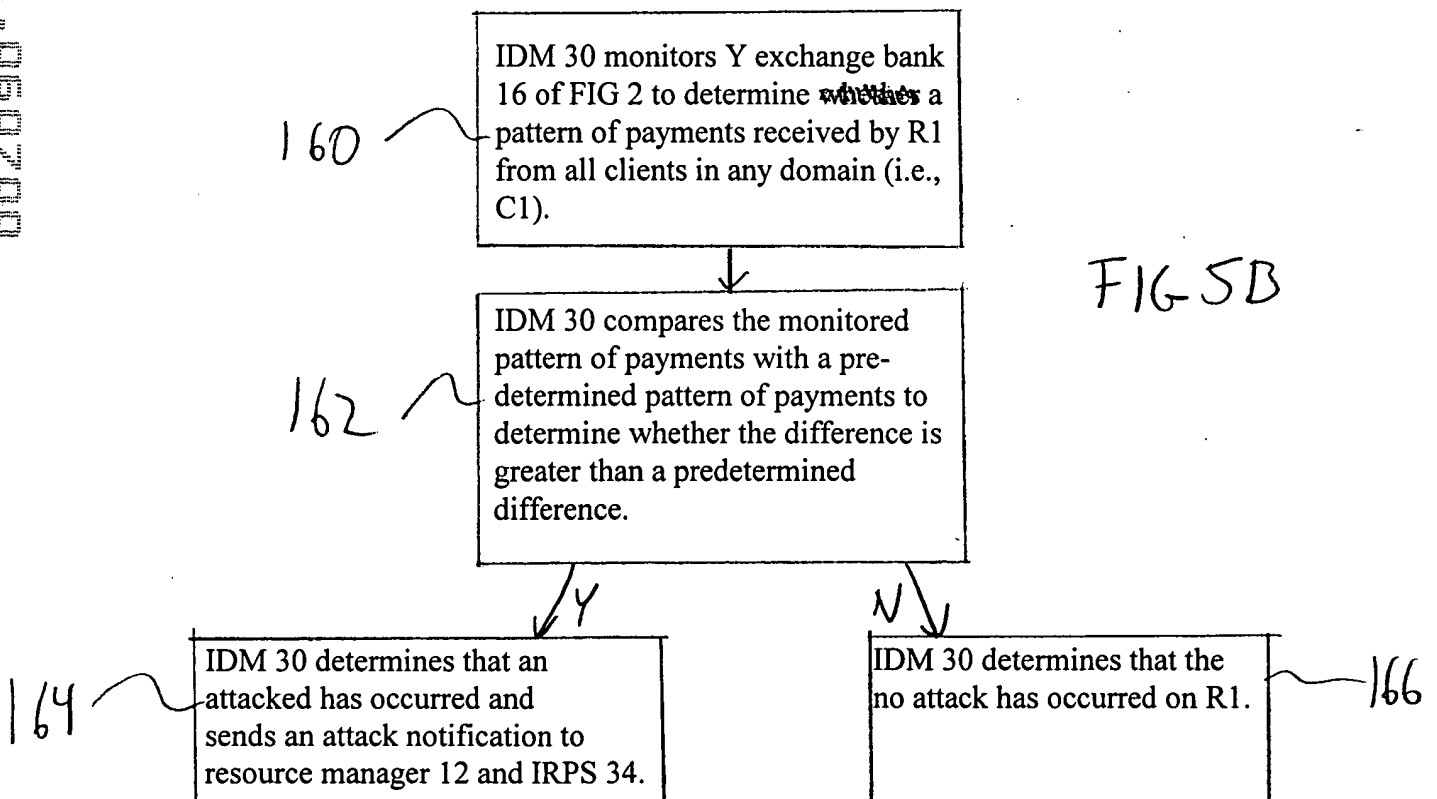 IDM 30 monitors Y exchange bank
16 of FIG 2 to determine whether a
pattern of payments received by R1
from all clients in any domain (i.e.,
C1).
160
FIG 5B
IDM 30 compares the monitored
pattern of payments with a pre-
determined pattern of payments to
determine whether the difference is
greater than a predetermined
difference.
162
Y
N
IDM 30 determines that an
attacked has occurred and
sends an attack notification to
resource manager 12 and IRPS 34.
164
IDM 30 determines that the
no attack has occurred on R1.
166